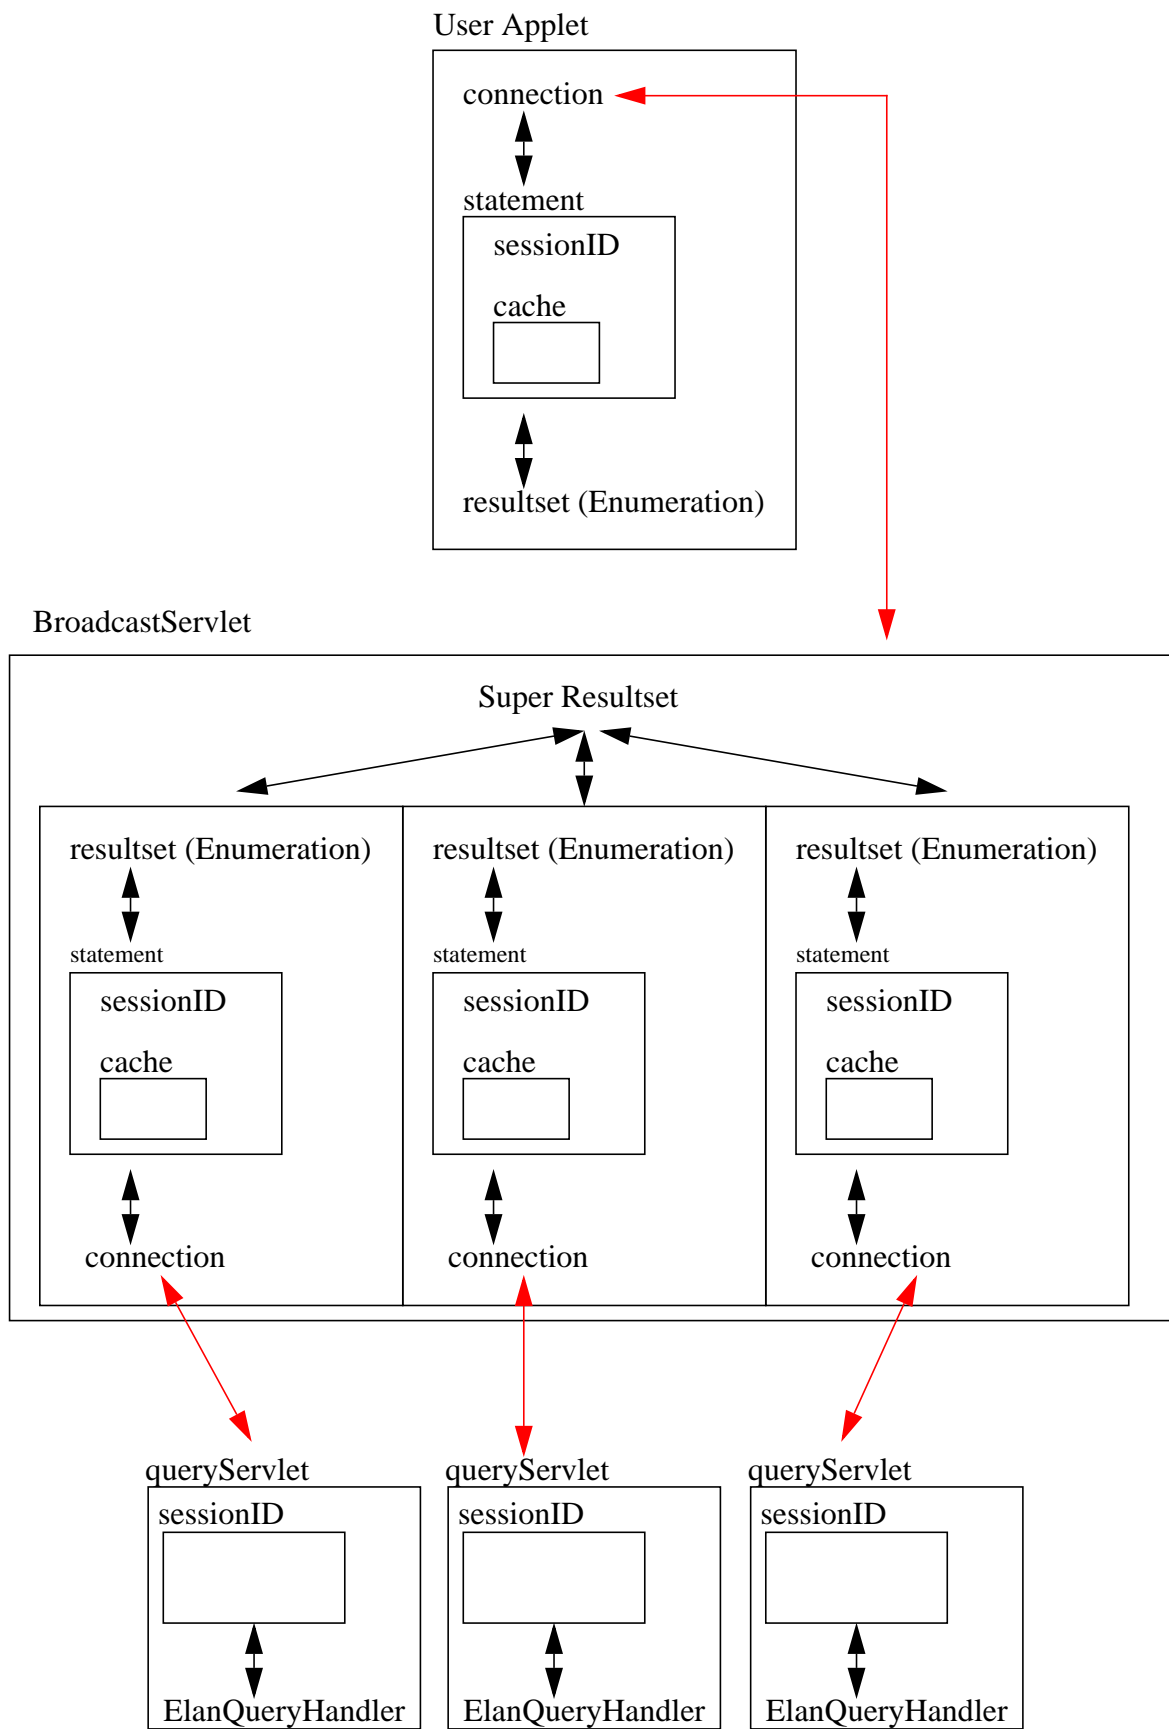 User Applet
connection
statement
sessionID
cache
resultset (Enumeration)
BroadcastServlet
Super Resultset
resultset (Enumeration) resultset (Enumeration) resultset (Enumeration)
statement statement statement
sessionID sessionID sessionID
cache cache cache
connection connection connection
queryServlet queryServlet queryServlet
sessionID sessionID sessionID
ElanQueryHandler ElanQueryHandler ElanQueryHandler